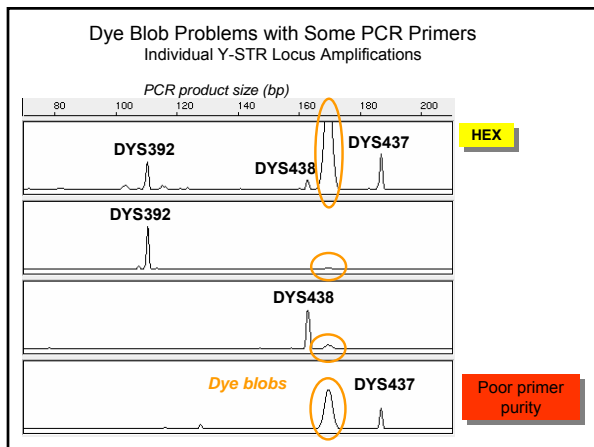 Dye Blob Problems with Some PCR Primers
Individual Y-STR Locus Amplifications
PCR product size (bp)
80 100 120 140 160 180 200
HEX
DYS392
DYS438
DYS437
DYS392
DYS438
Dye blobs
DYS437
Poor primer
purity